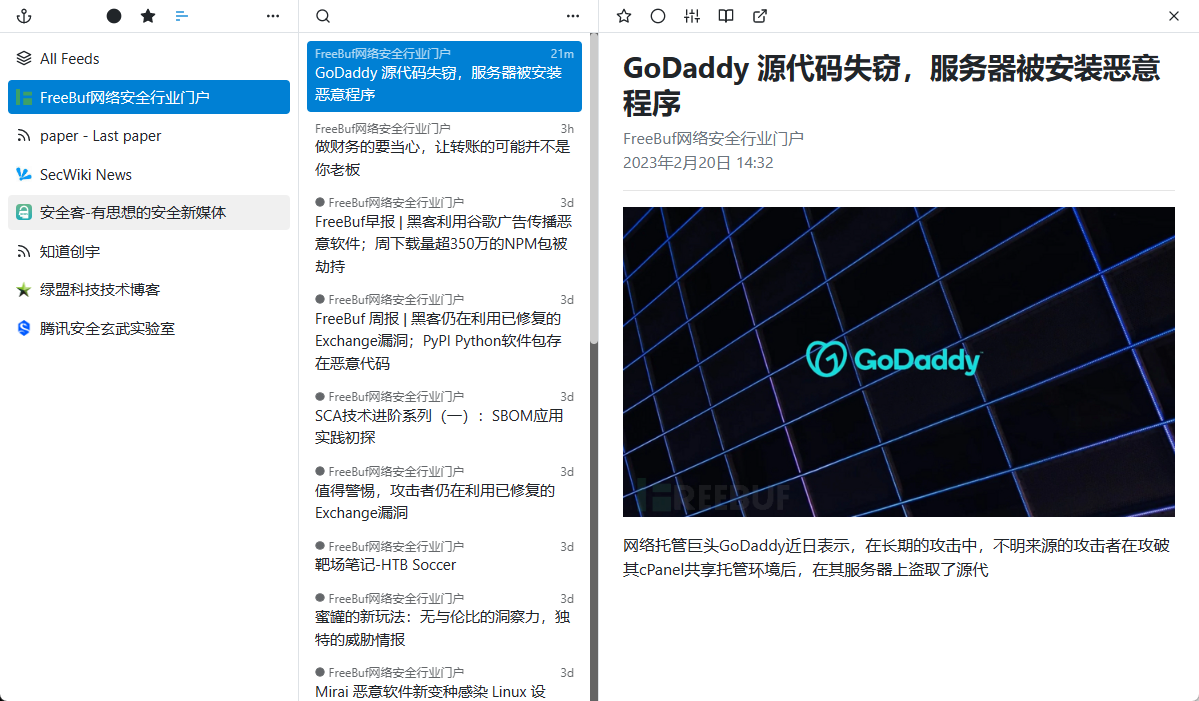 All Feeds
FreeBuf网络安全行业门户
paper - Last paper
SecWiki News
安全客-有思想的安全新媒体
知道创宇
绿盟科技技术博客
腾讯安全玄武实验室
FreeBuf网络安全行业门户 21m
GoDaddy 源代码失窃，服务器被安装
恶意程序
FreeBuf网络安全行业门户 3h
做财务的要当心，让转账的可能并不是
你老板
FreeBuf网络安全行业门户 3d
FreeBuf早报 | 黑客利用谷歌广告传播恶
意软件；周下载量超350万的NPM包被
劫持
FreeBuf网络安全行业门户 3d
FreeBuf 周报 | 黑客仍在利用已修复的
Exchange漏洞；PyPI Python软件包存
在恶意代码
FreeBuf网络安全行业门户 3d
SCA技术进阶系列（一）：SBOM应用
实践初探
FreeBuf网络安全行业门户 3d
值得警惕，攻击者仍在利用已修复的
Exchange漏洞
FreeBuf网络安全行业门户 3d
靶场笔记-HTB Soccer
FreeBuf网络安全行业门户 3d
蜜罐的新玩法：无与伦比的洞察力，独
特的威胁情报
FreeBuf网络安全行业门户 3d
Mirai 恶意软件新变种感染 Linux 设
GoDaddy 源代码失窃，服务器被安装恶意
程序
FreeBuf网络安全行业门户
2023年2月20日 14:32
GoDaddy
FREEBUF
网络托管巨头GoDaddy近日表示，在长期的攻击中，不明来源的攻击者在攻破
其cPanel共享托管环境后，在其服务器上盗取了源代